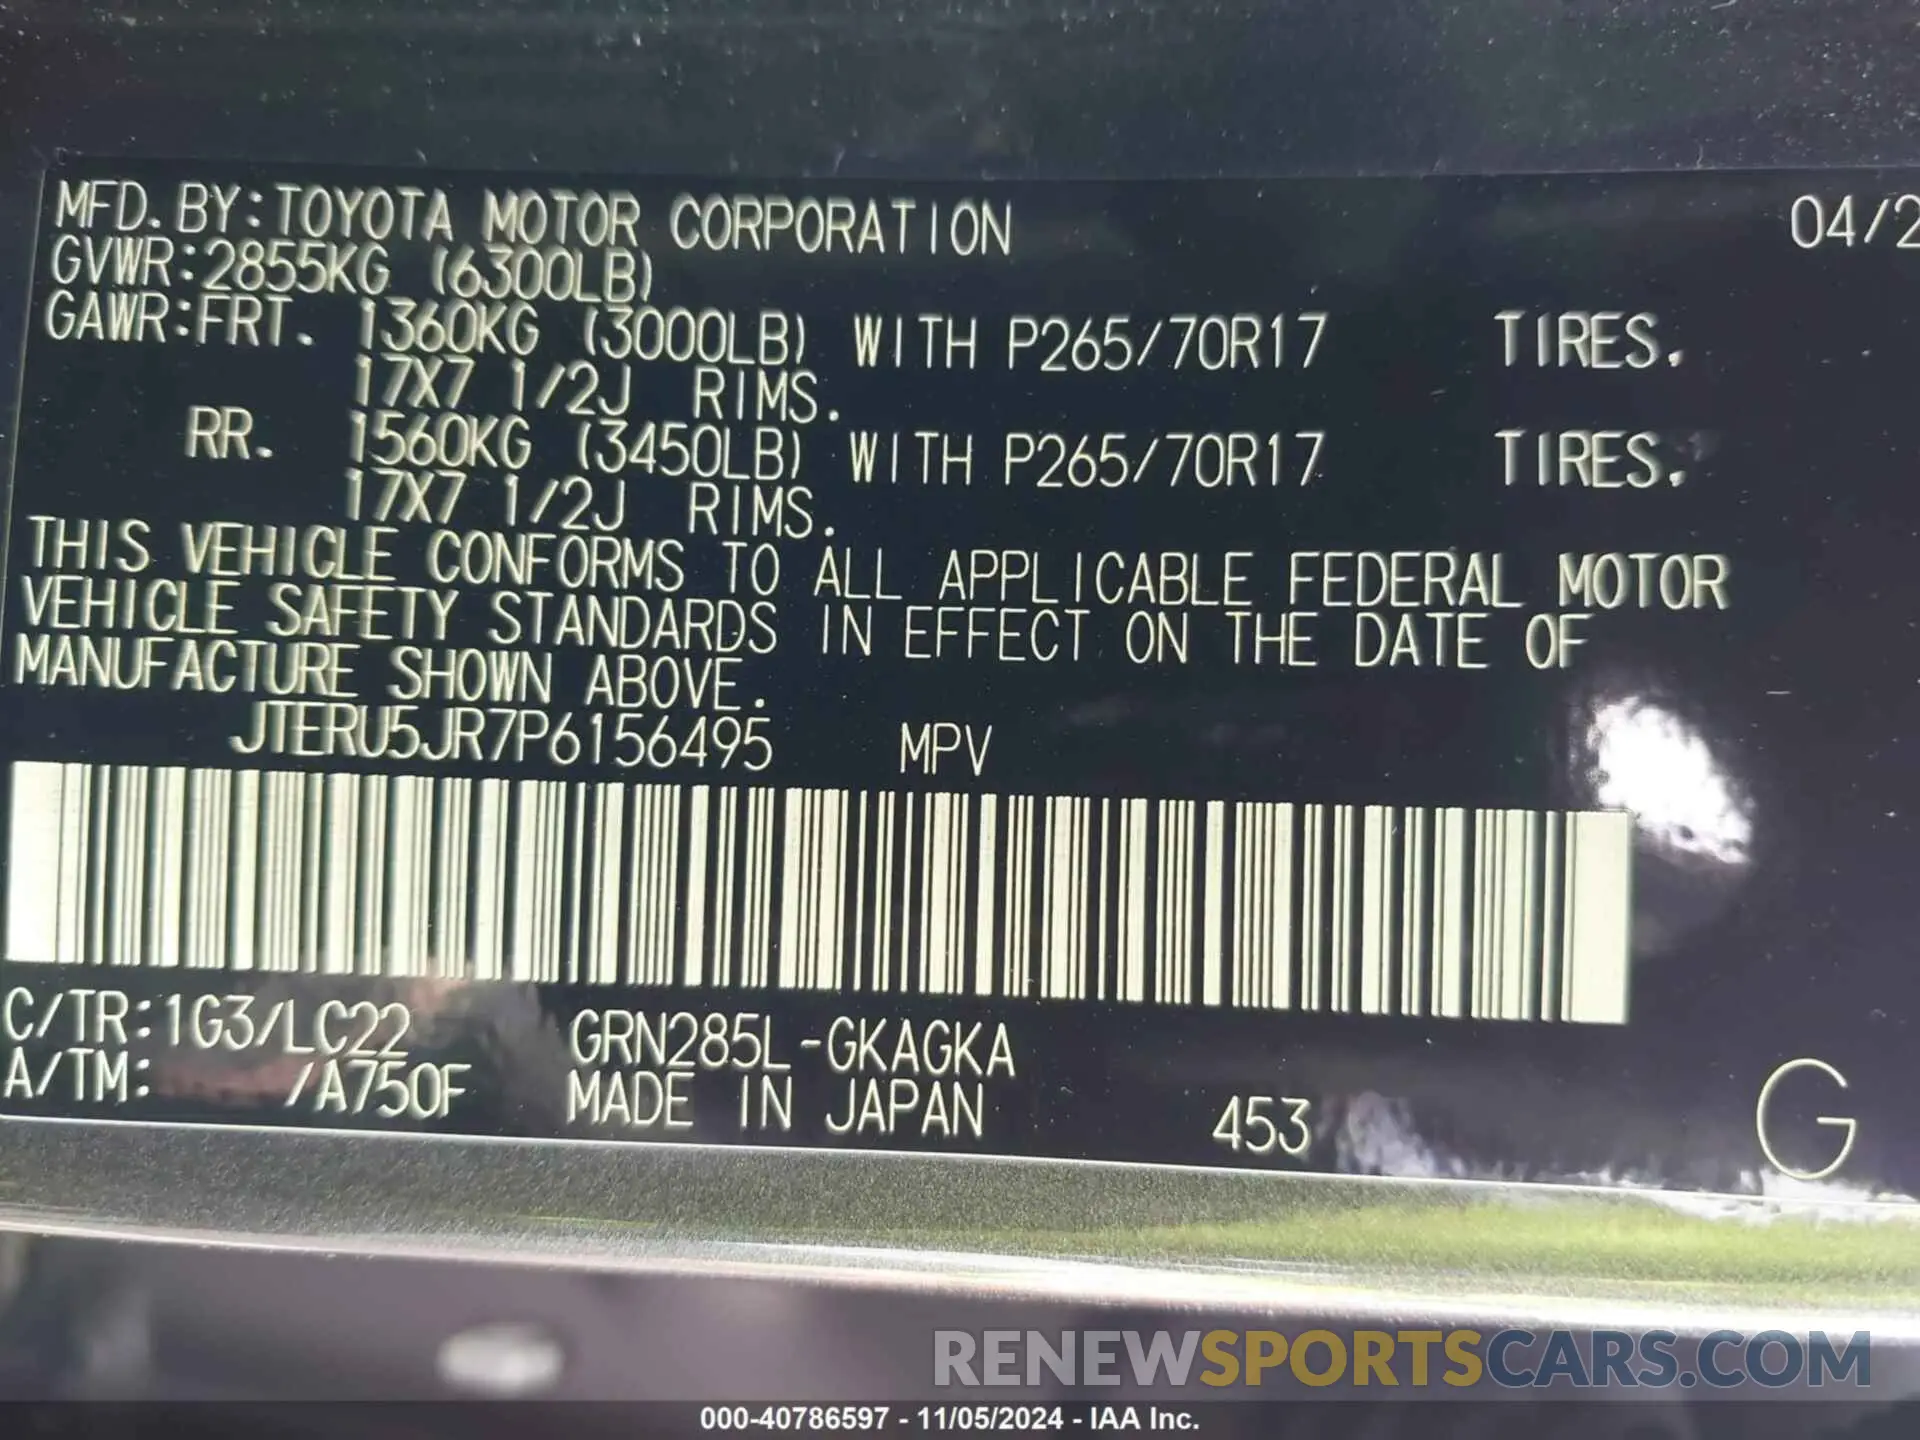 MFD. BY:TOYOTA MOTOR CORPORATION 04/2
GVWR:2855KG (6300LB)
GAWR:FRT. 1360KG (3000LB) WITH P265/70R17 TIRES.
17X7 1/2J RIMS.
RR. 1560KG (3450LB) WITH P265/70R17 TIRES.
17X7 1/2J RIMS.
THIS VEHICLE CONFORMS TO ALL APPLICABLE FEDERAL MOTOR
VEHICLE SAFETY STANDARDS IN EFFECT ON THE DATE OF
MANUFACTURE SHOWN ABOVE.
JTERU5JR7P6156495 MPV
C/TR:1G3/LC22 GRN285L-GKAGKA
A/TM: /A750F MADE IN JAPAN 453 G
RENEWSPORTSCARS.COM
000-40786597 - 11/05/2024 - IAA Inc.